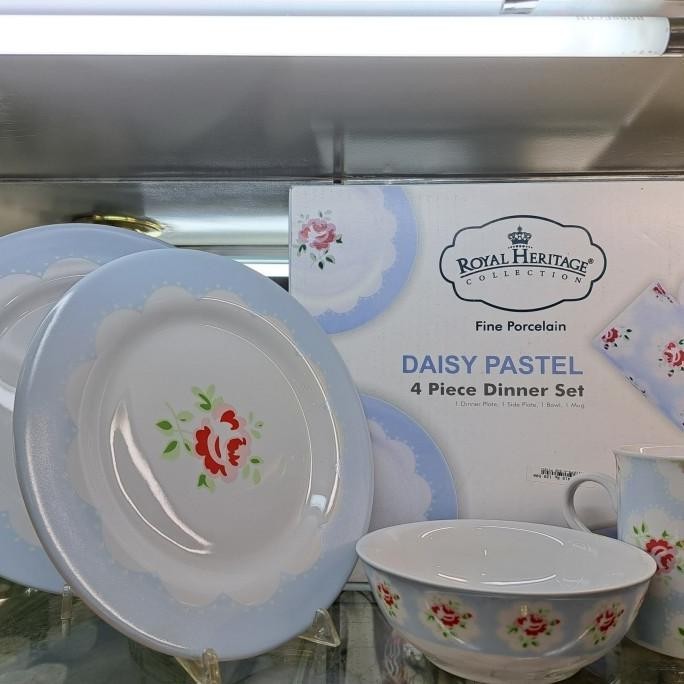 ROYAL HERITAGE®
COLLECTION
Fine Porcelain
DAISY PASTEL
4 Piece Dinner Set
1 Dinner Plate, 1 Side Plate, 1 Bowl, 1 Mug